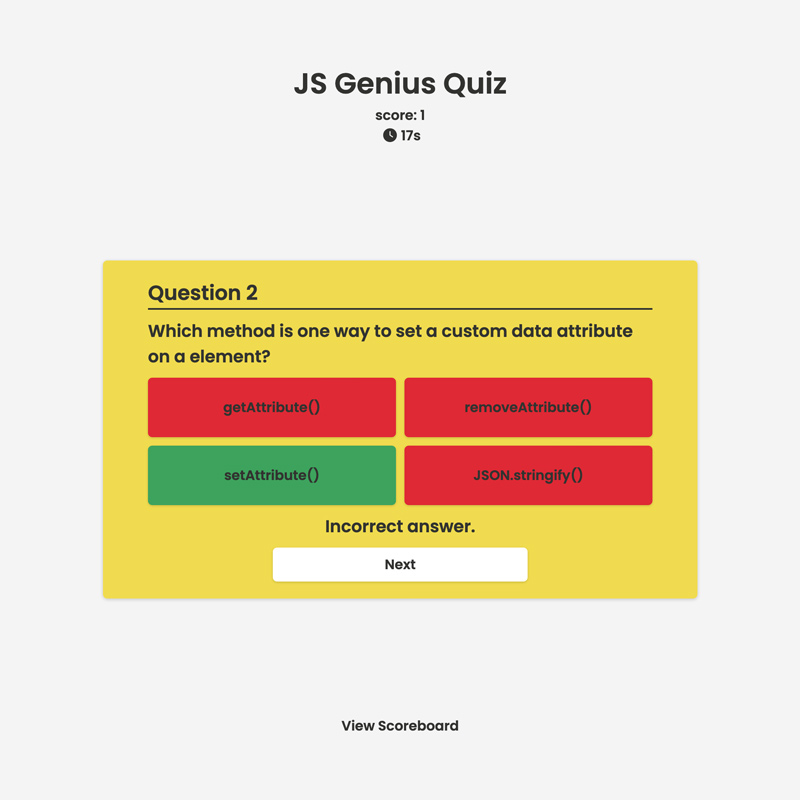 JS Genius Quiz
score: 1
17s
Question 2
Which method is one way to set a custom data attribute
on a element?
getAttribute()
removeAttribute()
setAttribute()
JSON.stringify()
Incorrect answer.
Next
View Scoreboard